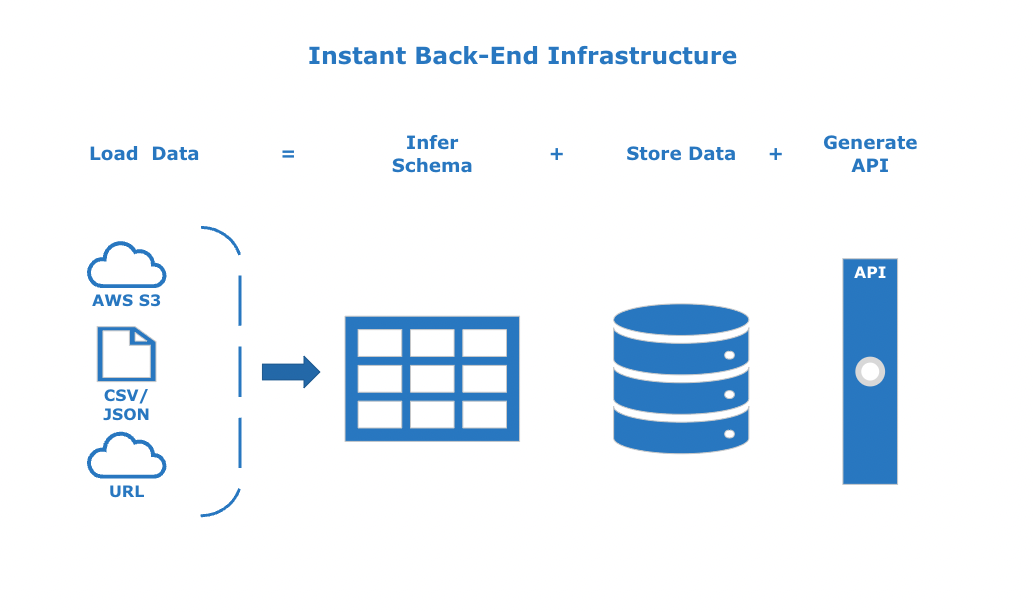 Instant Back-End Infrastructure
Load Data
=
Infer
Schema
+
Store Data
+
Generate
API
AWS S3
CSV/
JSON
URL
API